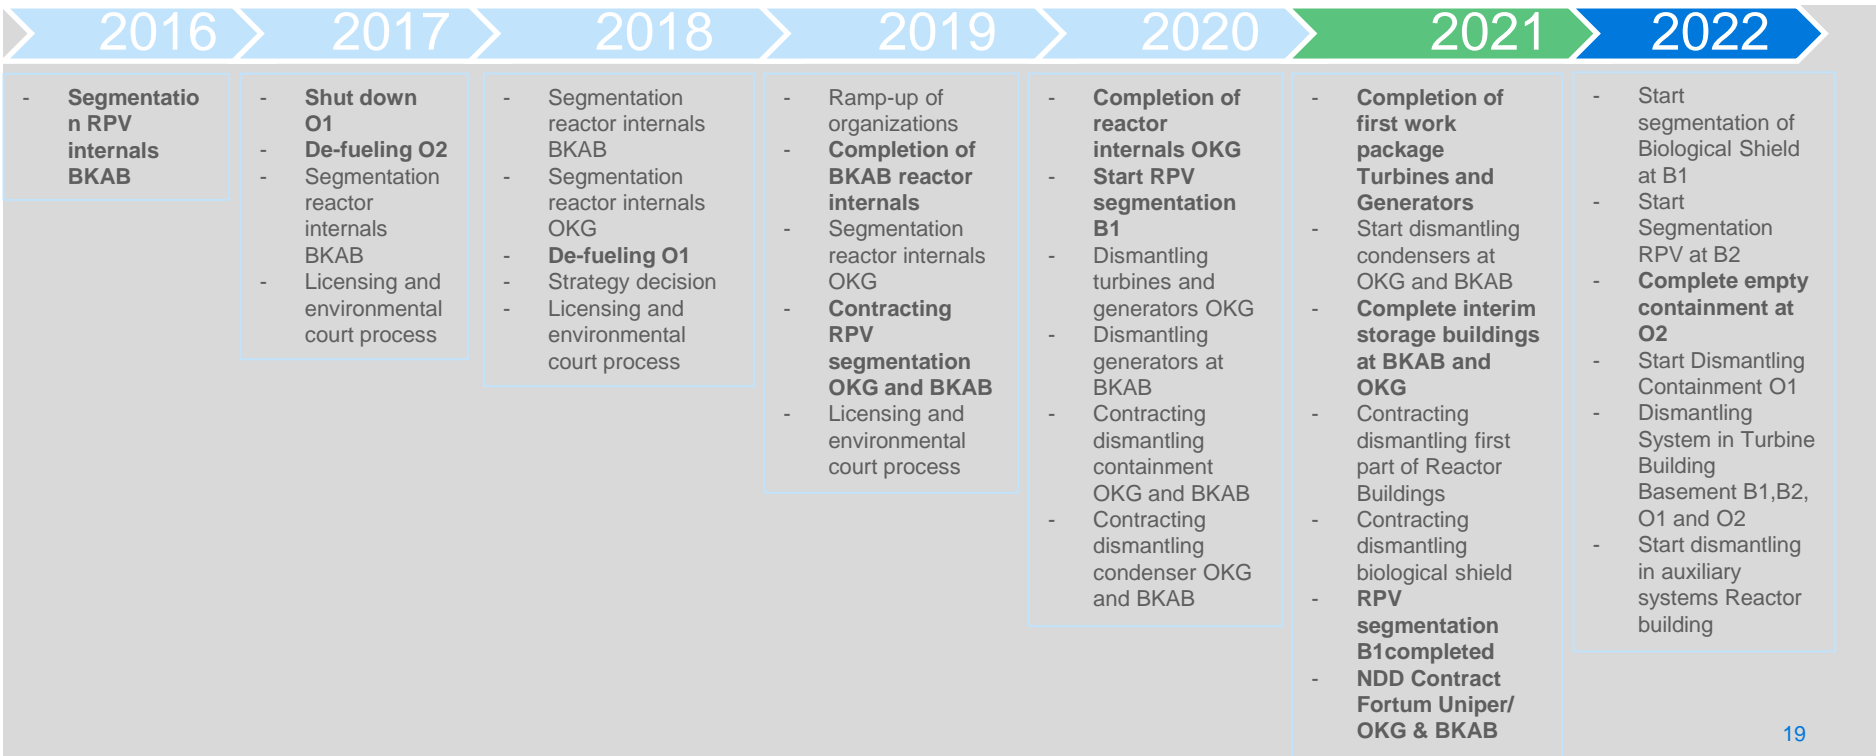 2016
2017
2018
2019
2020
2021
2022
- Segmentatio
n RPV
internals
BKAB
- Shut down
O1
- De-fueling O2
- Segmentation
reactor
internals
BKAB
- Licensing and
environmental
court process
- Segmentation
reactor internals
BKAB
- Segmentation
reactor internals
OKG
- De-fueling O1
- Strategy decision
- Licensing and
environmental
court process
- Ramp-up of
organizations
- Completion of
BKAB reactor
internals
- Segmentation
reactor internals
OKG
- Contracting
RPV
segmentation
OKG and BKAB
- Licensing and
environmental
court process
- Completion of
reactor
internals OKG
- Start RPV
segmentation
B1
- Dismantling
turbines and
generators OKG
- Dismantling
generators at
BKAB
- Contracting
dismantling
containment
OKG and BKAB
- Contracting
dismantling
condenser OKG
and BKAB
- Completion of
first work
package
Turbines and
Generators
- Start dismantling
condensers at
OKG and BKAB
- Complete interim
storage buildings
at BKAB and
OKG
- Contracting
dismantling first
part of Reactor
Buildings
- Contracting
dismantling
biological shield
- RPV
segmentation
B1completed
- NDD Contract
Fortum Uniper/
OKG & BKAB
- Start
segmentation of
Biological Shield
at B1
- Start
Segmentation
RPV at B2
- Complete empty
containment at
O2
- Start Dismantling
Containment O1
- Dismantling
System in Turbine
Building
Basement B1,B2,
O1 and O2
- Start dismantling
in auxiliary
systems Reactor
building
19